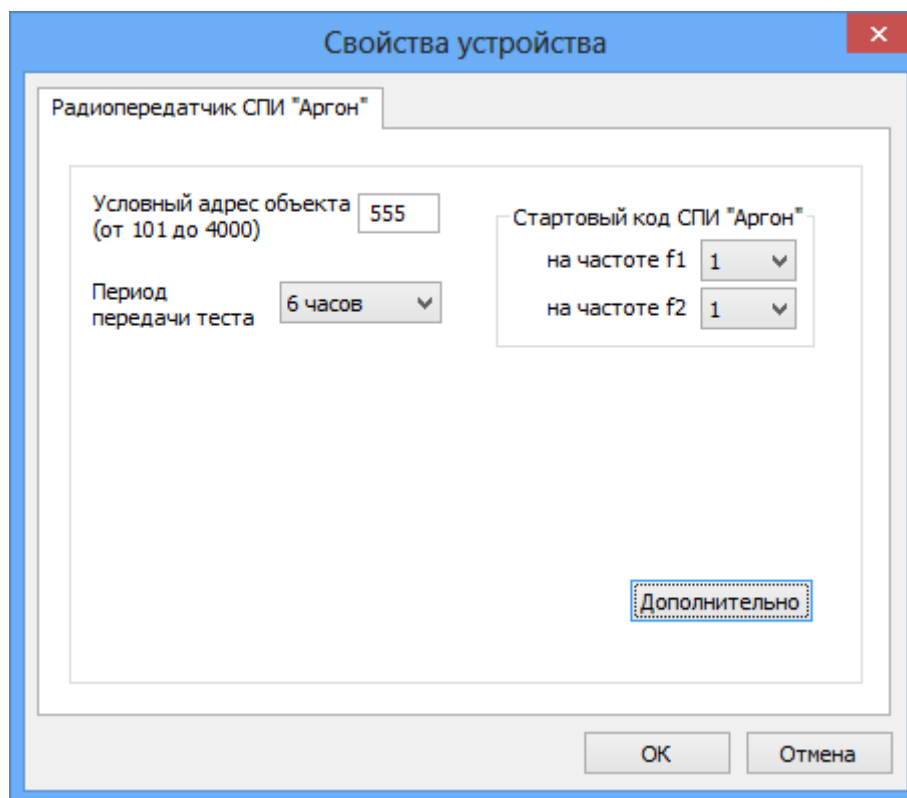 Свойства устройства
Радиопередатчик СПИ "Аргон"
Условный адрес объекта
(от 101 до 4000)
555
Период
передачи теста
6 часов
Стартовый код СПИ "Аргон"
на частоте f1 1
на частоте f2 1
Дополнительно
OK Отмена